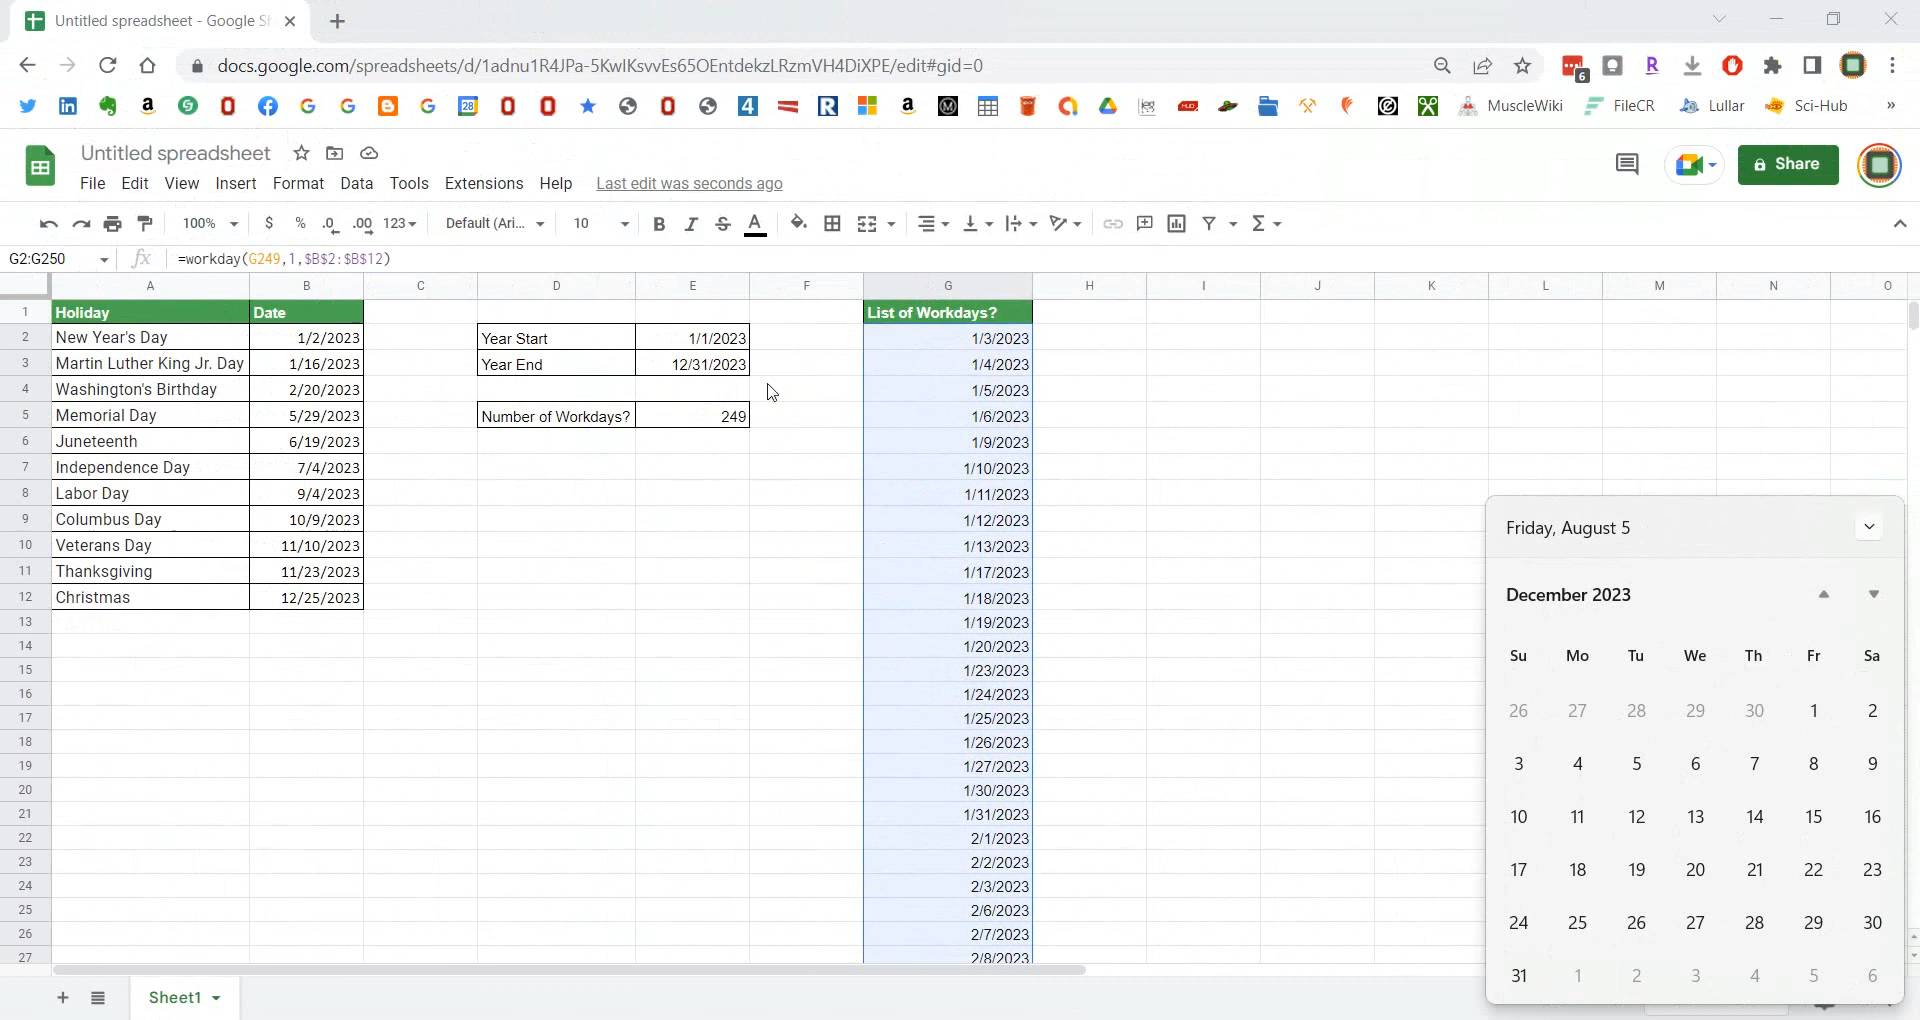 Untitled spreadsheet - Google Sh
docs.google.com/spreadsheets/d/1adnu1R4JPa-5KwlKsvvEs65OEntdekzLRzmVH4DiXPE/edit#gid=0
6
28
4
MuscleWiki
FileCR
Lullar
Sci-Hub
»
Untitled spreadsheet
File Edit View Insert Format Data Tools Extensions Help Last edit was seconds ago
Share
100% $ % .0 .00 123 Default (Ari... 10 B I S A Σ
G2:G250 fx =workday(G249,1,$B$2:$B$12)
A B C D E F G H I J K L M N O
1 Holiday Date List of Workdays?
2 New Year's Day 1/2/2023 Year Start 1/1/2023 1/3/2023
3 Martin Luther King Jr. Day 1/16/2023 Year End 12/31/2023 1/4/2023
4 Washington's Birthday 2/20/2023 1/5/2023
5 Memorial Day 5/29/2023 Number of Workdays? 249 1/6/2023
6 Juneteenth 6/19/2023 1/9/2023
7 Independence Day 7/4/2023 1/10/2023
8 Labor Day 9/4/2023 1/11/2023
9 Columbus Day 10/9/2023 1/12/2023
10 Veterans Day 11/10/2023 1/13/2023
11 Thanksgiving 11/23/2023 1/17/2023
12 Christmas 12/25/2023 1/18/2023
13 1/19/2023
14 1/20/2023
15 1/23/2023
16 1/24/2023
17 1/25/2023
18 1/26/2023
19 1/27/2023
20 1/30/2023
21 1/31/2023
22 2/1/2023
23 2/2/2023
24 2/3/2023
25 2/6/2023
26 2/7/2023
27 2/8/2023
Friday, August 5
December 2023
Su Mo Tu We Th Fr Sa
26 27 28 29 30 1 2
3 4 5 6 7 8 9
10 11 12 13 14 15 16
17 18 19 20 21 22 23
24 25 26 27 28 29 30
31 1 2 3 4 5 6
Sheet1